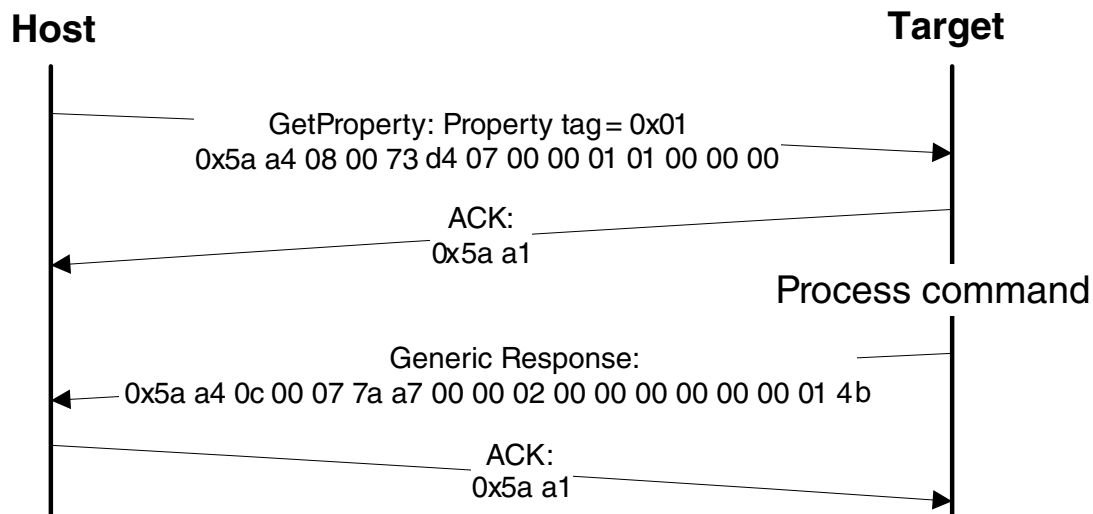 Host
Target
GetProperty: Property tag = 0x01
0x5a a4 08 00 73 d4 07 00 00 01 01 00 00 00
ACK:
0x5a a1
Process command
Generic Response:
0x5a a4 0c 00 07 7a a7 00 00 02 00 00 00 00 00 00 01 4b
ACK:
0x5a a1